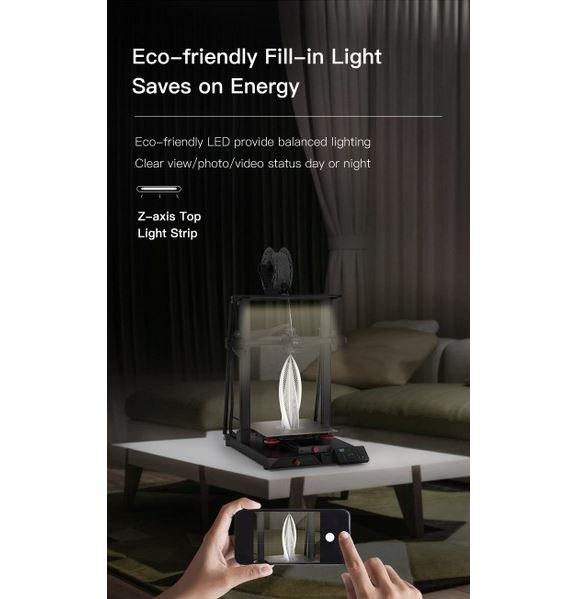 Eco-friendly Fill-in Light
Saves on Energy
Eco-friendly LED provide balanced lighting
Clear view/photo/video status day or night
Z-axis Top
Light Strip